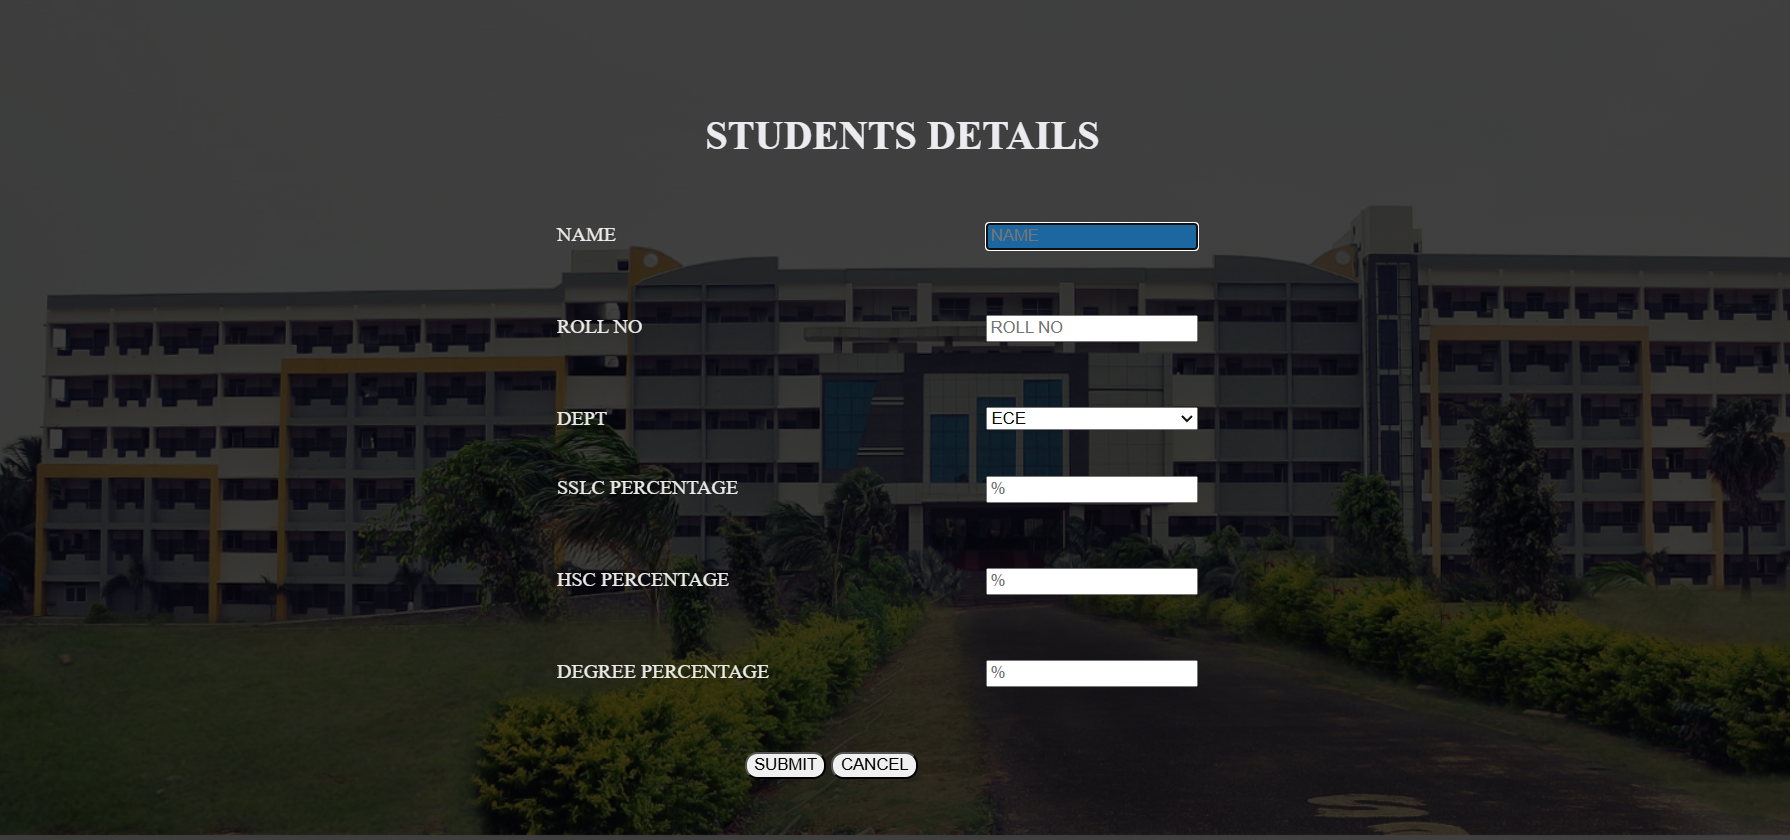 STUDENTS DETAILS
NAME NAME
ROLL NO ROLL NO
DEPT ECE
SSLC PERCENTAGE %
HSC PERCENTAGE %
DEGREE PERCENTAGE %
SUBMIT CANCEL